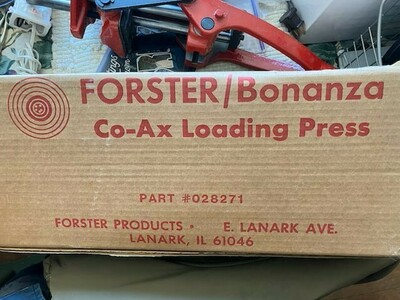 FORSTER/Bonanza
Co-Ax Loading Press
PART #028271
FORSTER PRODUCTS • E. LANARK AVE.
LANARK, IL 61046